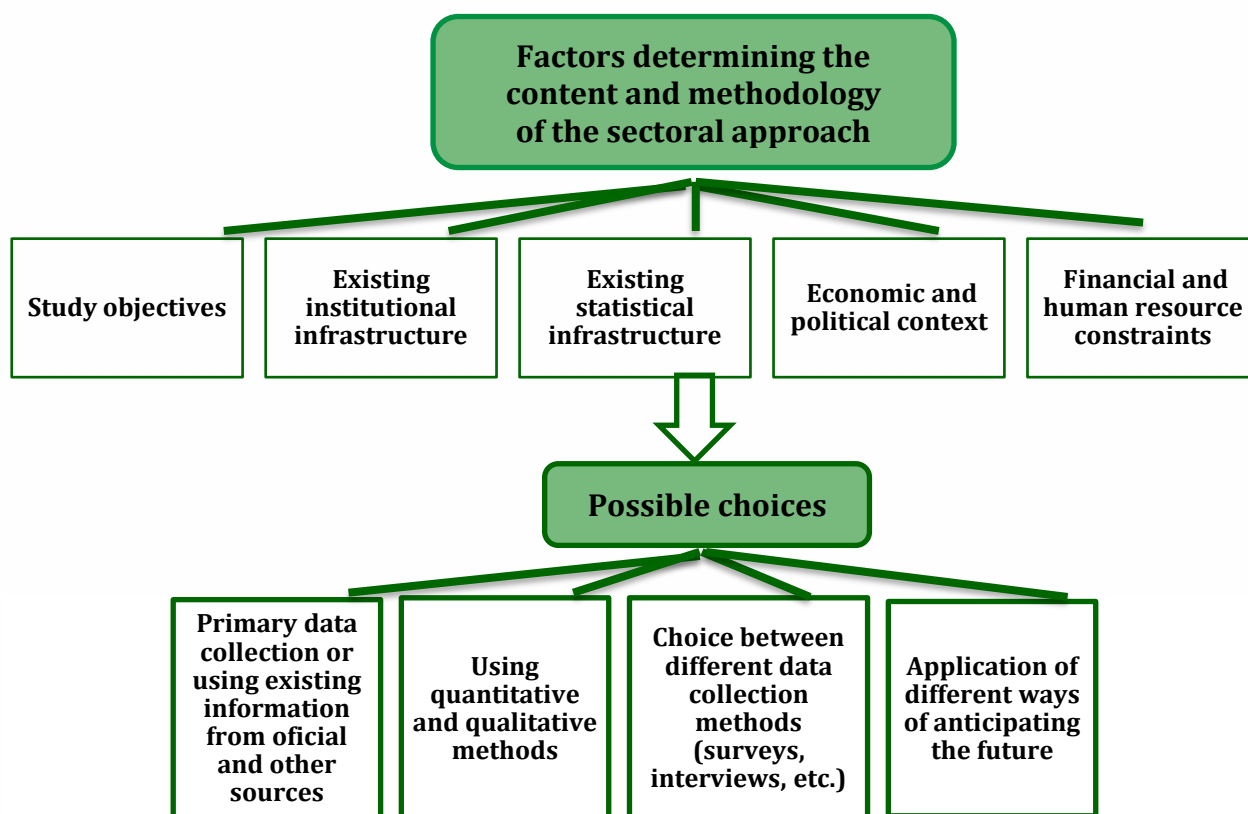 Factors determining the
content and methodology
of the sectoral approach
Study objectives
Existing
institutional
infrastructure
Existing
statistical
infrastructure
Economic and
political context
Financial and
human resource
constraints
Possible choices
Primary data
collection or
using existing
information
from oficial
and other
sources
Using
quantitative
and qualitative
methods
Choice between
different data
collection
methods
(surveys,
interviews, etc.)
Application of
different ways
of anticipating
the future